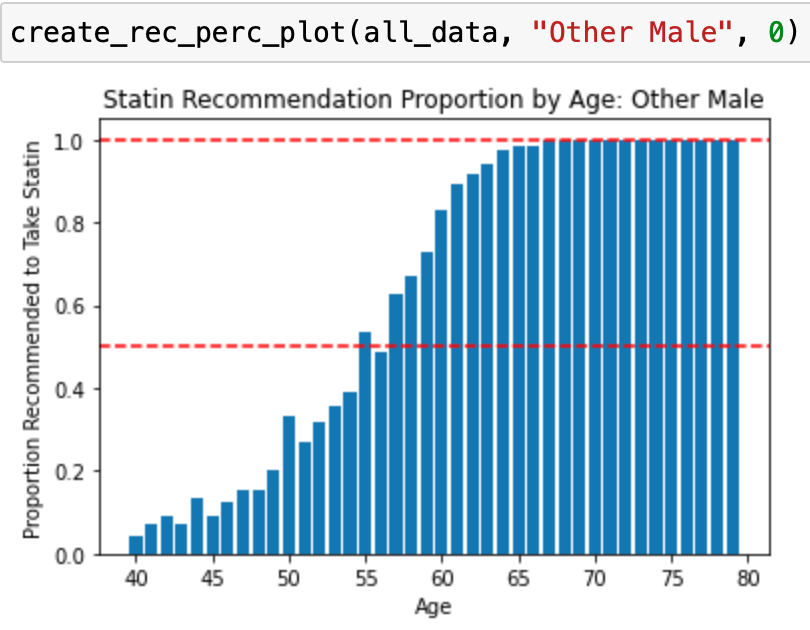 create_rec_perc_plot(all_data, "Other Male", 0)
Statin Recommendation Proportion by Age: Other Male
Proportion Recommended to Take Statin
1.0
0.8
0.6
0.4
0.2
0.0
40 45 50 55 60 65 70 75 80
Age